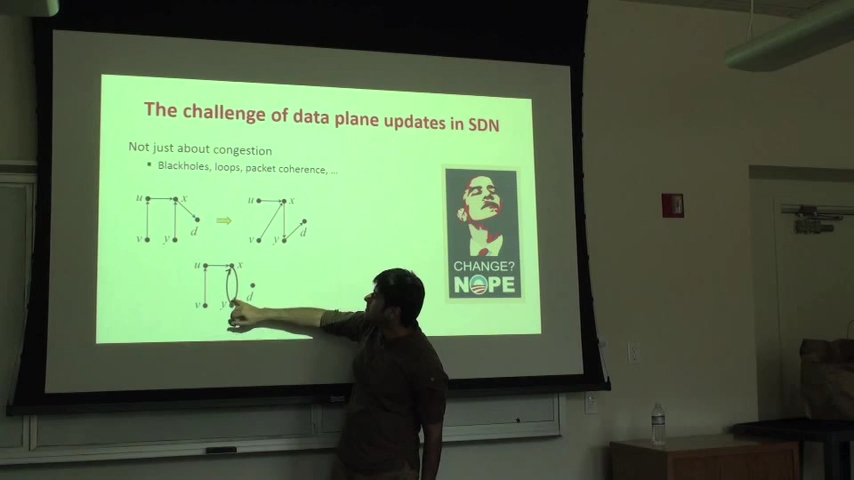 The challenge of data plane updates in SDN
Not just about congestion
• Blackholes, loops, packet coherence, ...
u x
v y d
u x
v y d
u x
v y d
CHANGE?
NOPE